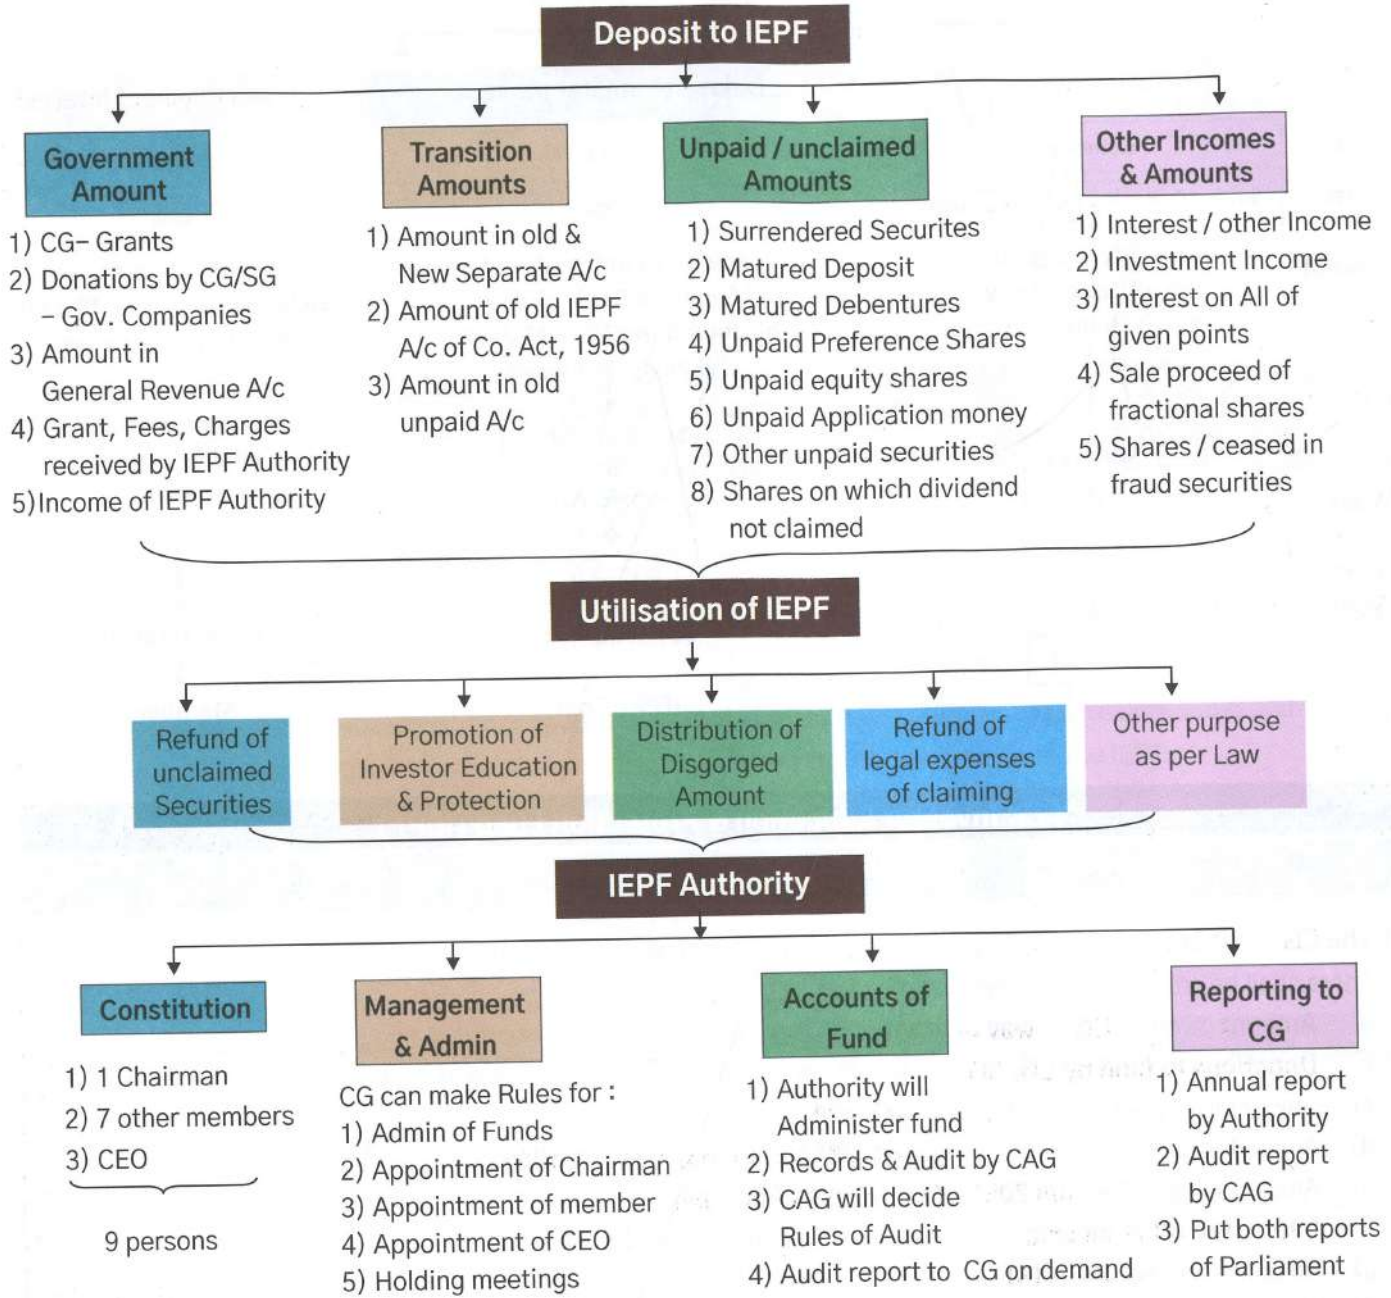 Deposit to IEPF
Government
Amount
1) CG– Grants
2) Donations by CG/SG
– Gov. Companies
3) Amount in
General Revenue A/c
4) Grant, Fees, Charges
received by IEPF Authority
5)Income of IEPF Authority
Transition
Amounts
1) Amount in old &
New Separate A/c
2) Amount of old IEPF
A/c of Co. Act, 1956
3) Amount in old
unpaid A/c
Unpaid / unclaimed
Amounts
1) Surrendered Securites
2) Matured Deposit
3) Matured Debentures
4) Unpaid Preference Shares
5) Unpaid equity shares
6) Unpaid Application money
7) Other unpaid securities
8) Shares on which dividend
not claimed
Other Incomes
& Amounts
1) Interest / other Income
2) Investment Income
3) Interest on All of
given points
4) Sale proceed of
fractional shares
5) Shares / ceased in
fraud securities
Utilisation of IEPF
Refund of
unclaimed
Securities
Promotion of
Investor Education
& Protection
Distribution of
Disgorged
Amount
Refund of
legal expenses
of claiming
Other purpose
as per Law
IEPF Authority
Constitution
1) 1 Chairman
2) 7 other members
3) CEO
9 persons
Management
& Admin
CG can make Rules for :
1) Admin of Funds
2) Appointment of Chairman
3) Appointment of member
4) Appointment of CEO
5) Holding meetings
Accounts of
Fund
1) Authority will
Administer fund
2) Records & Audit by CAG
3) CAG will decide
Rules of Audit
4) Audit report to CG on demand
Reporting to
CG
1) Annual report
by Authority
2) Audit report
by CAG
3) Put both reports
of Parliament